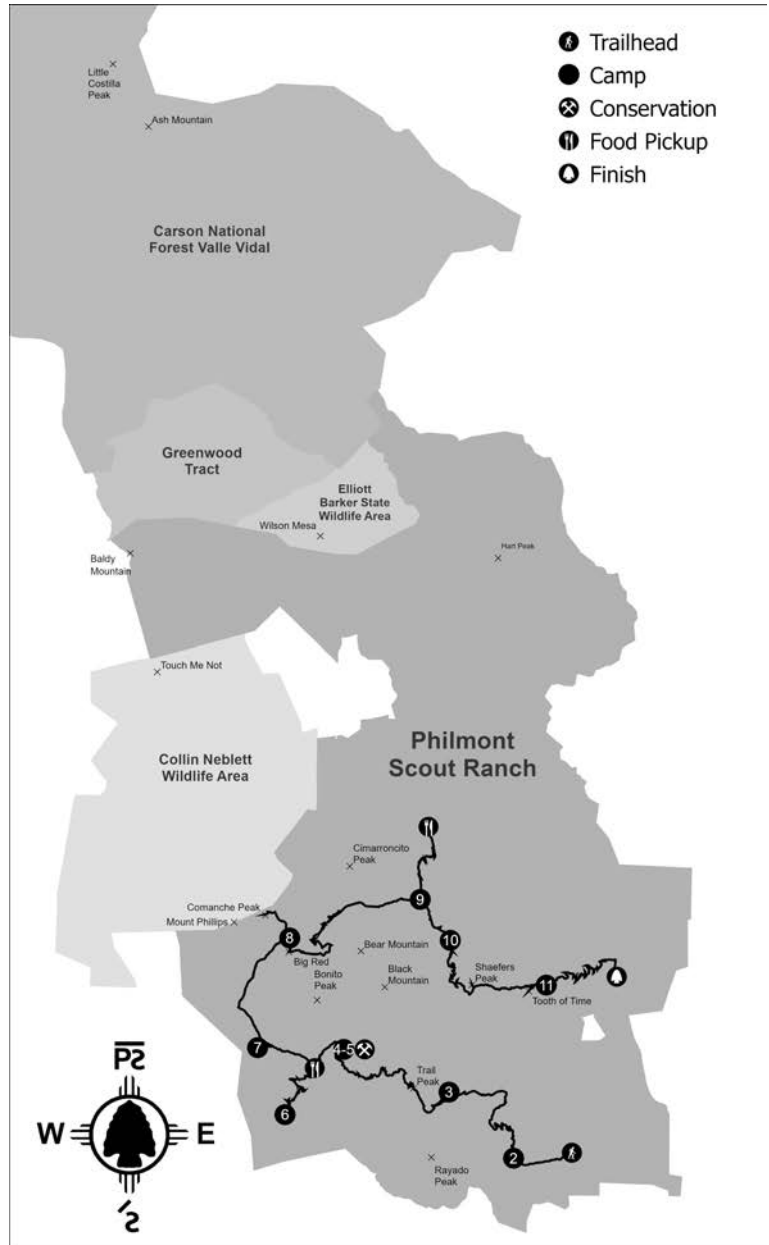 Trailhead
Camp
Conservation
Food Pickup
Finish
Little
Costilla
Peak
Ash Mountain
Carson National
Forest Valle Vidal
Greenwood
Tract
Elliott
Barker State
Wildlife Area
Wilson Mesa
Hart Peak
Baldy
Mountain
Touch Me Not
Philmont
Scout Ranch
Collin Neblett
Wildlife Area
Cimarroncito
Peak
Comanche Peak
Mount Phillips
9
8
10
Big Red
Bear Mountain
Bonito
Peak
Black
Mountain
Shaefers
Peak
11
Tooth of Time
7
4-5
6
Trail
Peak
3
2
Rayado
Peak
W
E